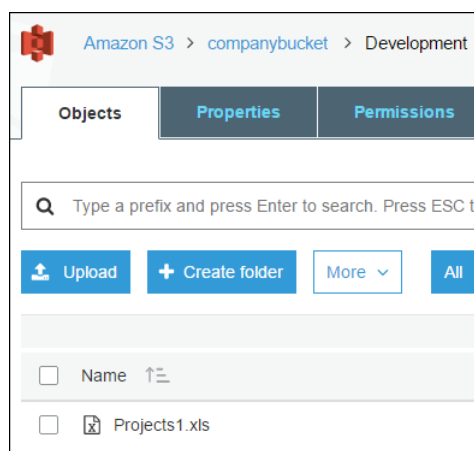 Amazon S3 > companybucket > Development
Objects Properties Permissions
Type a prefix and press Enter to search. Press ESC t
Upload Create folder More All
Name
Projects1.xls